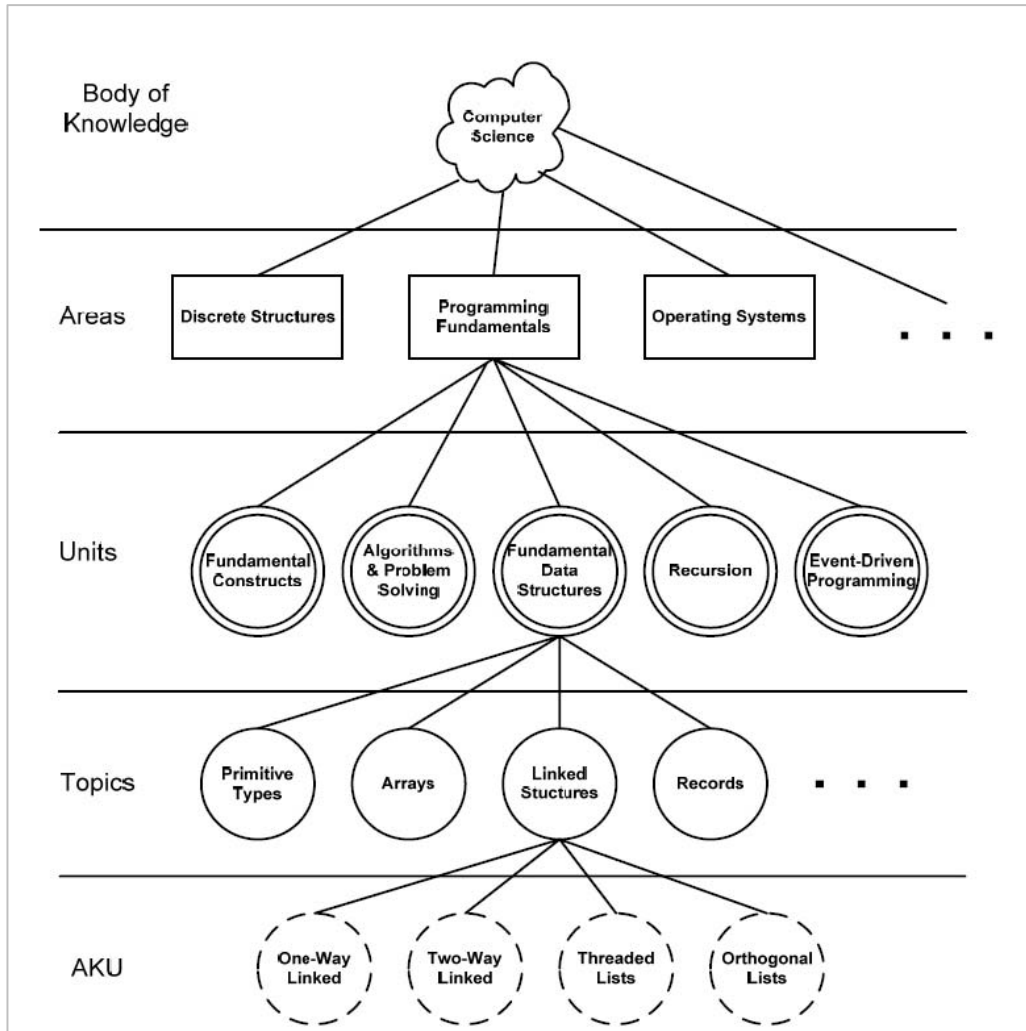 Body of
Knowledge
Computer
Science
Areas
Discrete Structures
Programming
Fundamentals
Operating Systems
. . .
Units
Fundamental
Constructs
Algorithms
& Problem
Solving
Fundamental
Data
Structures
Recursion
Event-Driven
Programming
Topics
Primitive
Types
Arrays
Linked
Stuctures
Records
. . .
AKU
One-Way
Linked
Two-Way
Linked
Threaded
Lists
Orthogonal
Lists